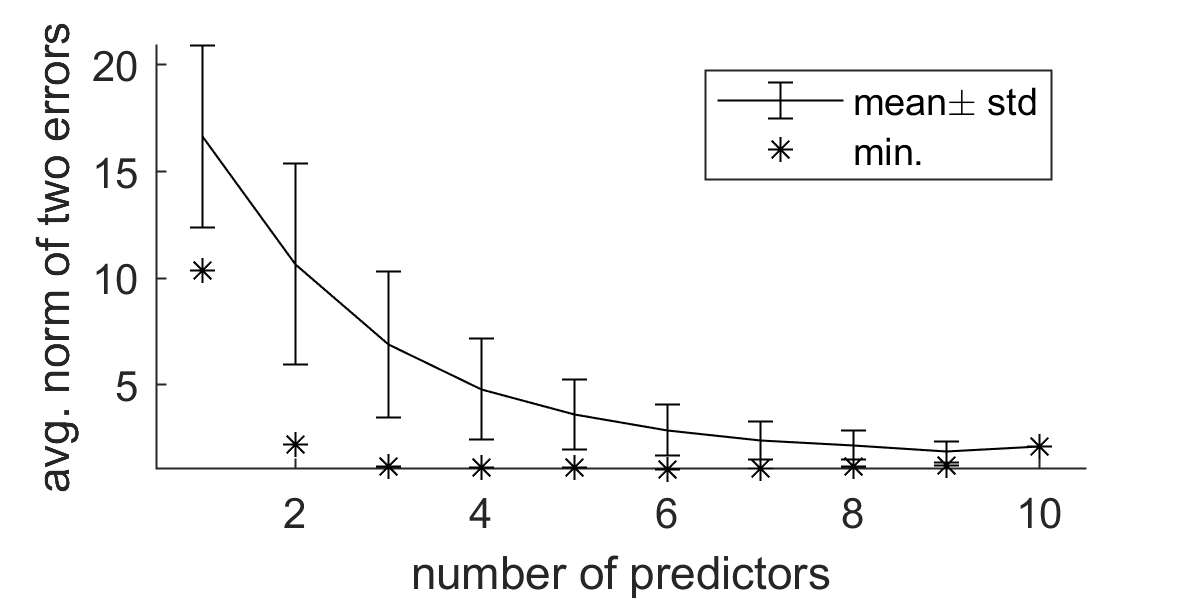 avg. norm of two errors
20
15
10
5
mean± std
min.
2 4 6 8 10
number of predictors